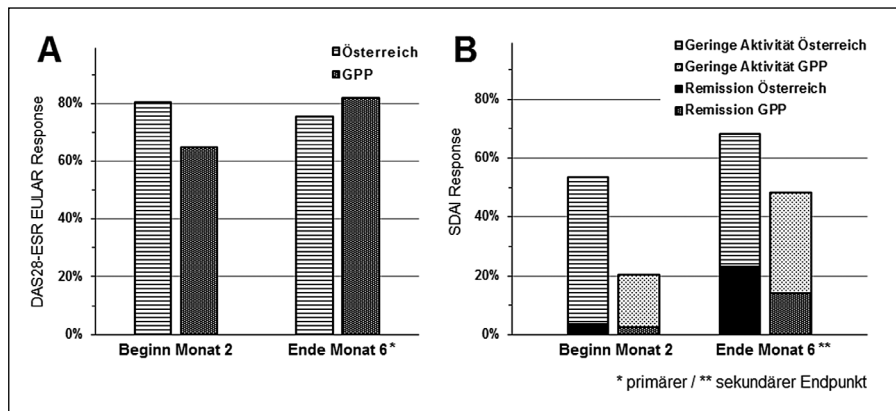 A
Österreich
GPP
DAS28-ESR EULAR Response
80%
60%
40%
20%
0%
Beginn Monat 2
Ende Monat 6*
B
Geringe Aktivität Österreich
Geringe Aktivität GPP
Remission Österreich
Remission GPP
SDAI Response
80%
60%
40%
20%
0%
Beginn Monat 2
Ende Monat 6**
* primärer / ** sekundärer Endpunkt